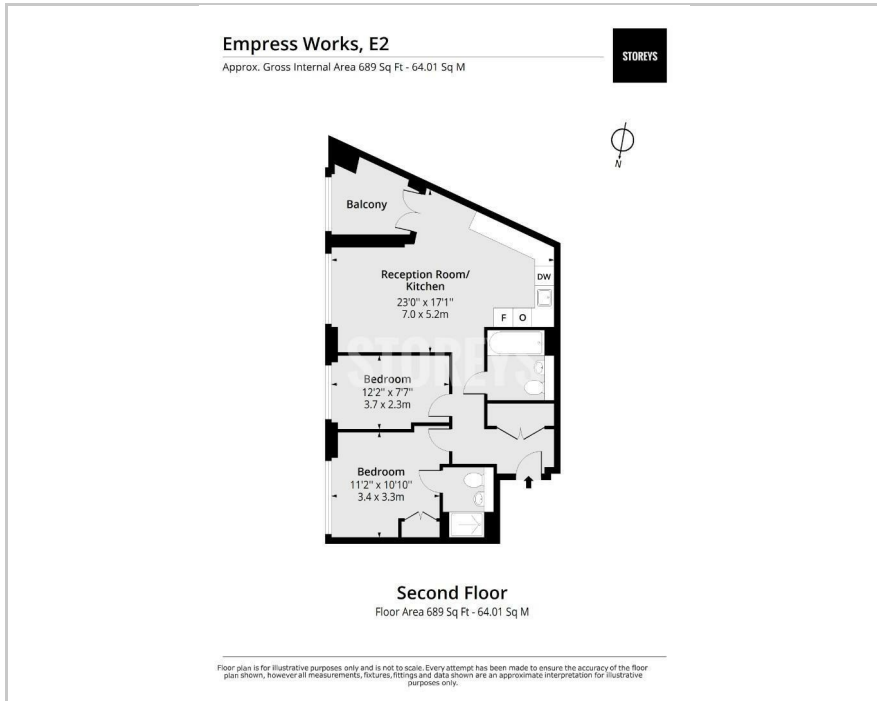 Empress Works, E2
Approx. Gross Internal Area 689 Sq Ft - 64.01 Sq M
STOREYS
N
Balcony
Reception Room/
Kitchen
23'0" x 17'1"
7.0 x 5.2m
DW
F O
STOREYS
Bedroom
12'2" x 7'7"
3.7 x 2.3m
Bedroom
11'2" x 10'10"
3.4 x 3.3m
Second Floor
Floor Area 689 Sq Ft - 64.01 Sq M
Floor plan is for illustrative purposes only and is not to scale. Every attempt has been made to ensure the accuracy of the floor
plan shown, however all measurements, fixtures, fittings and data shown are an approximate interpretation for illustrative
purposes only.